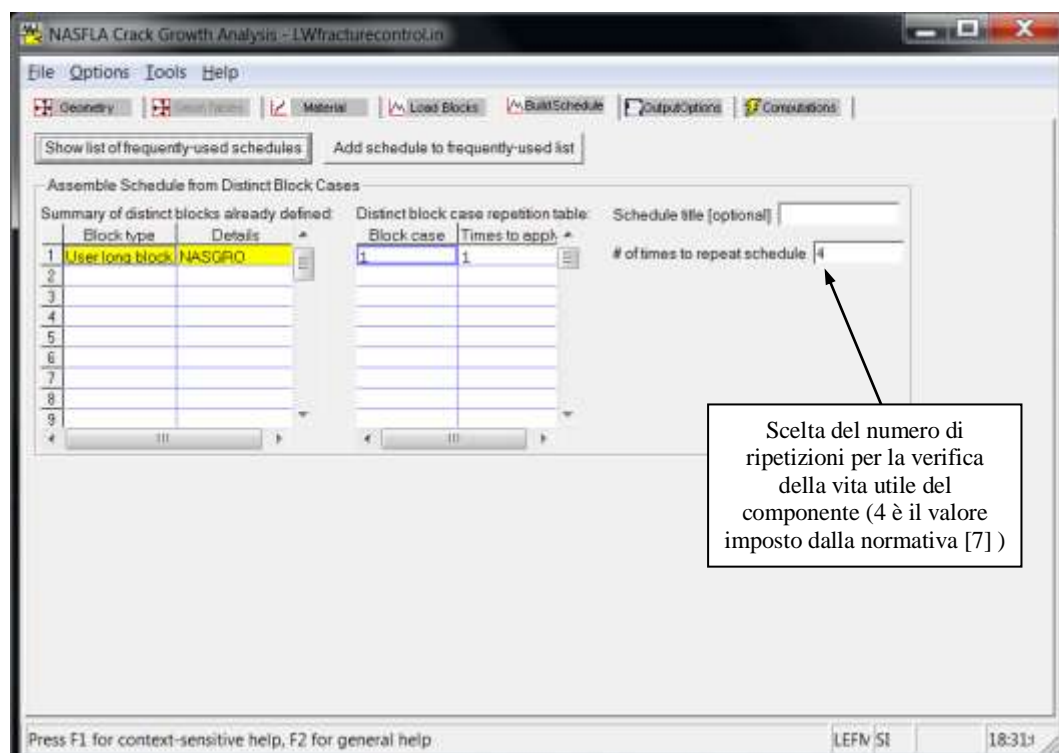 NASFLA Crack Growth Analysis - LWfracturecontrol.in
File Options Tools Help
Geometry Material Load Blocks Build Schedule Output Options Computations
Show list of frequently-used schedules Add schedule to frequently-used list
Assemble Schedule from Distinct Block Cases
Summary of distinct blocks already defined: Distinct block case repetition table: Schedule title [optional]
Block type Details Block case Times to apply # of times to repeat schedule 4
1 User long block NASGRO 1 1
2
3
4
5
6
7
8
9
Scelta del numero di
ripetizioni per la verifica
della vita utile del
componente (4 è il valore
imposto dalla normativa [7] )
Press F1 for context-sensitive help, F2 for general help SI